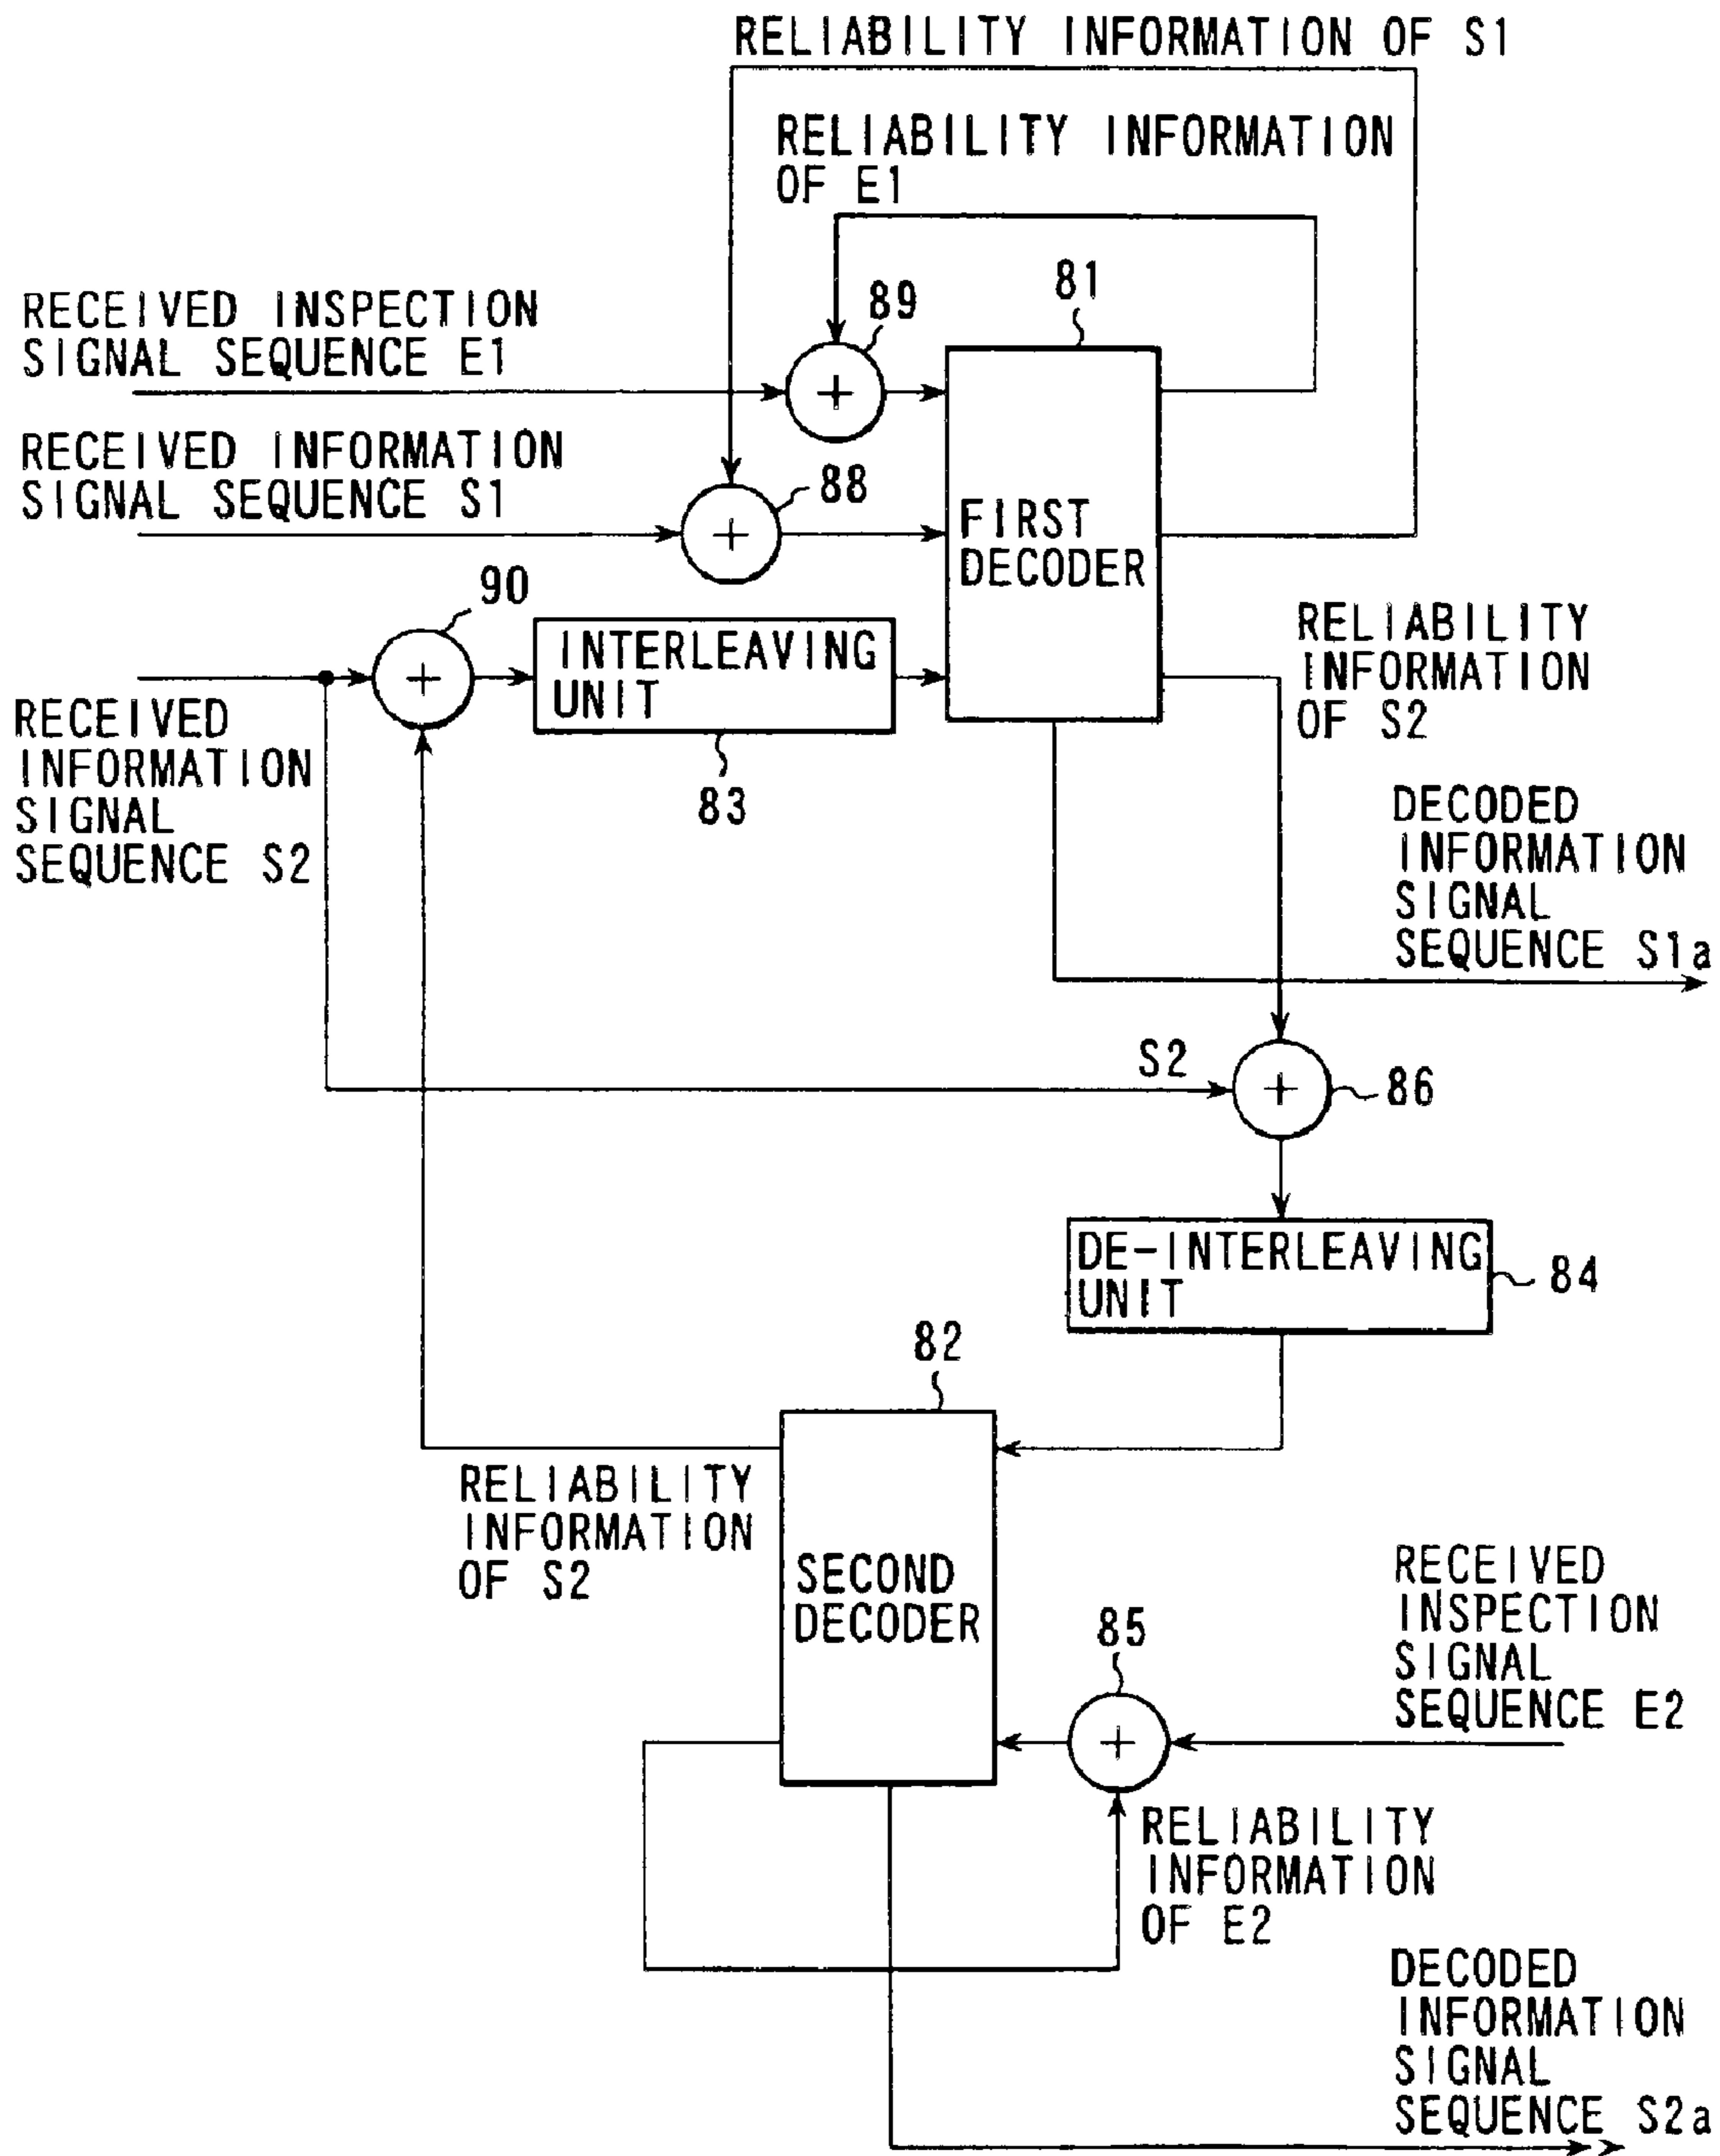 RELIABILITY INFORMATION OF S1
RELIABILITY INFORMATION
OF E1
81
89
RECEIVED INSPECTION
SIGNAL SEQUENCE E1
+
RECEIVED INFORMATION
SIGNAL SEQUENCE S1
88
+
FIRST
DECODER
90
+
INTERLEAVING
UNIT
83
RELIABILITY
INFORMATION
OF S2
RECEIVED
INFORMATION
SIGNAL
SEQUENCE S2
DECODED
INFORMATION
SIGNAL
SEQUENCE S1a
S2
+
86
DE-INTERLEAVING
UNIT
84
82
RELIABILITY
INFORMATION
OF S2
SECOND
DECODER
85
+
RECEIVED
INSPECTION
SIGNAL
SEQUENCE E2
RELIABILITY
INFORMATION
OF E2
DECODED
INFORMATION
SIGNAL
SEQUENCE S2a